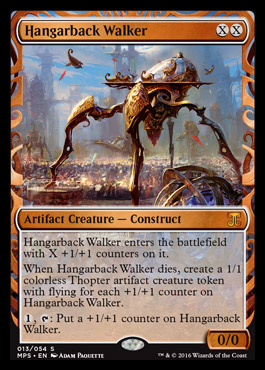 Hangarback Walker XX
Artifact Creature — Construct
Hangarback Walker enters the battlefield
with X +1/+1 counters on it.
When Hangarback Walker dies, create a 1/1
colorless Thopter artifact creature token
with flying for each +1/+1 counter on
Hangarback Walker.
1, T: Put a +1/+1 counter on Hangarback
Walker.
0/0
013/054 S
MPS • EN ADAM PAQUETTE
™ & © 2016 Wizards of the Coast